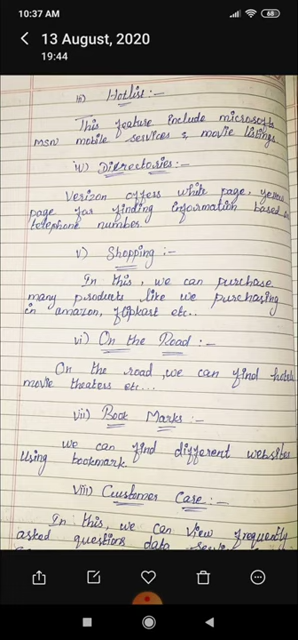 10:37 AM
68
13 August, 2020
19:44
iii) Hotlist :-
This feature include microsoft's
msn mobile services & movie listings.
iv) Directories :-
Verizon offers white page, yellow
page for finding information based
telephone number.
v) Shopping :-
In this, we can purchase
many products like we purchasing
in amazon, flipkart etc..
vi) On the Road :-
On the road, we can find hotels
movie theaters etc...
vii) Book Marks :-
we can find different websites
using bookmark.
viii) Customer Care :-
In this, we can view frequently
asked questions data